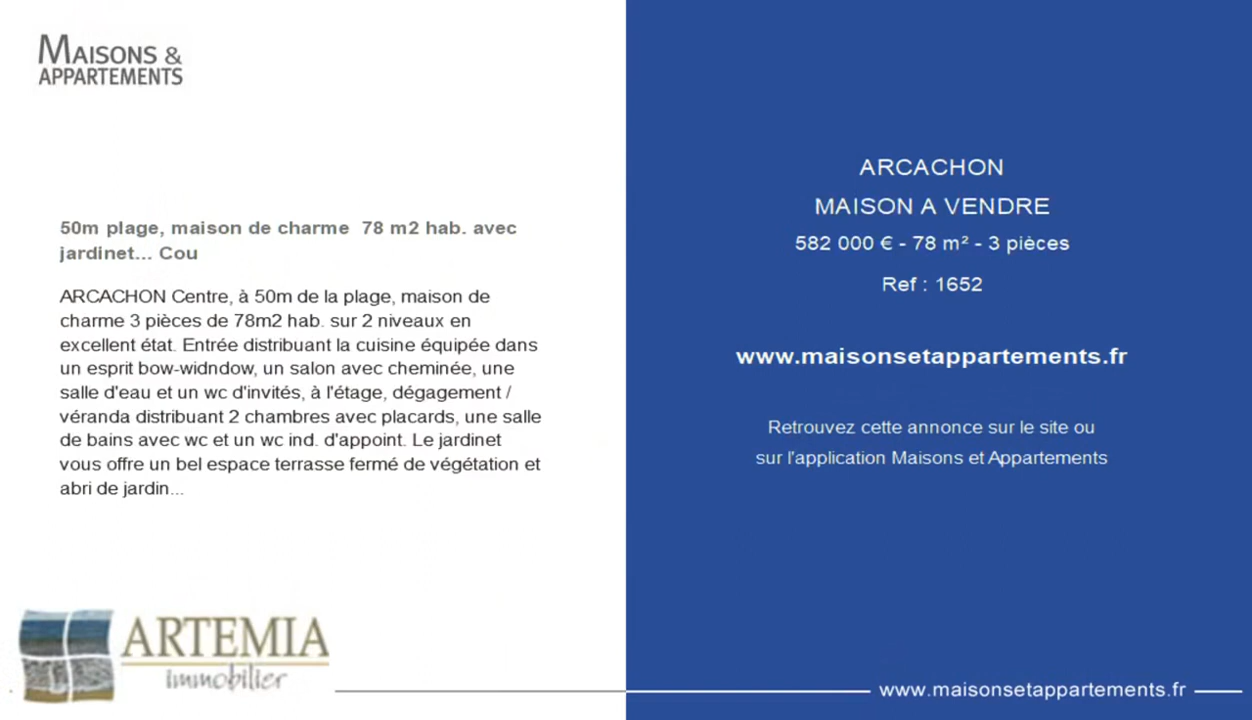 MAISONS &
APPARTEMENTS
50m plage, maison de charme 78 m2 hab. avec
jardinet... Cou
ARCACHON Centre, à 50m de la plage, maison de
charme 3 pièces de 78m2 hab. sur 2 niveaux en
excellent état. Entrée distribuant la cuisine équipée dans
un esprit bow-widndow, un salon avec cheminée, une
salle d'eau et un wc d'invités, à l'étage, dégagement /
véranda distribuant 2 chambres avec placards, une salle
de bains avec wc et un wc ind. d'appoint. Le jardinet
vous offre un bel espace terrasse fermé de végétation et
abri de jardin...
ARTEMIA
immobilier
ARCACHON
MAISON A VENDRE
582 000 € - 78 m² - 3 pièces
Ref : 1652
www.maisonsetappartements.fr
Retrouvez cette annonce sur le site ou
sur l'application Maisons et Appartements
www.maisonsetappartements.fr